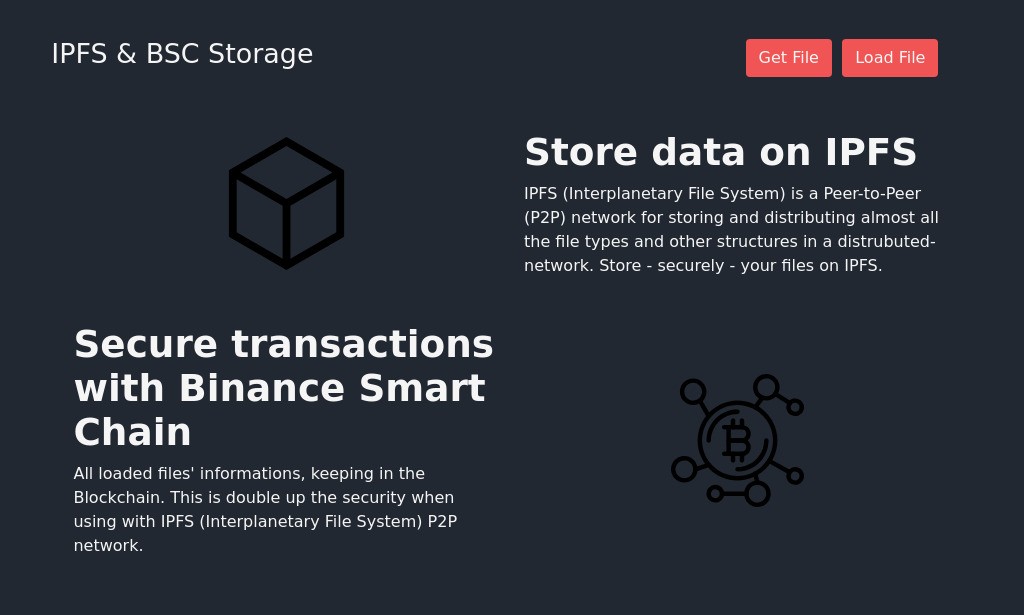 IPFS & BSC Storage
Get File
Load File
Store data on IPFS
IPFS (Interplanetary File System) is a Peer-to-Peer
(P2P) network for storing and distributing almost all
the file types and other structures in a distrubuted-
network. Store - securely - your files on IPFS.
Secure transactions
with Binance Smart
Chain
All loaded files' informations, keeping in the
Blockchain. This is double up the security when
using with IPFS (Interplanetary File System) P2P
network.